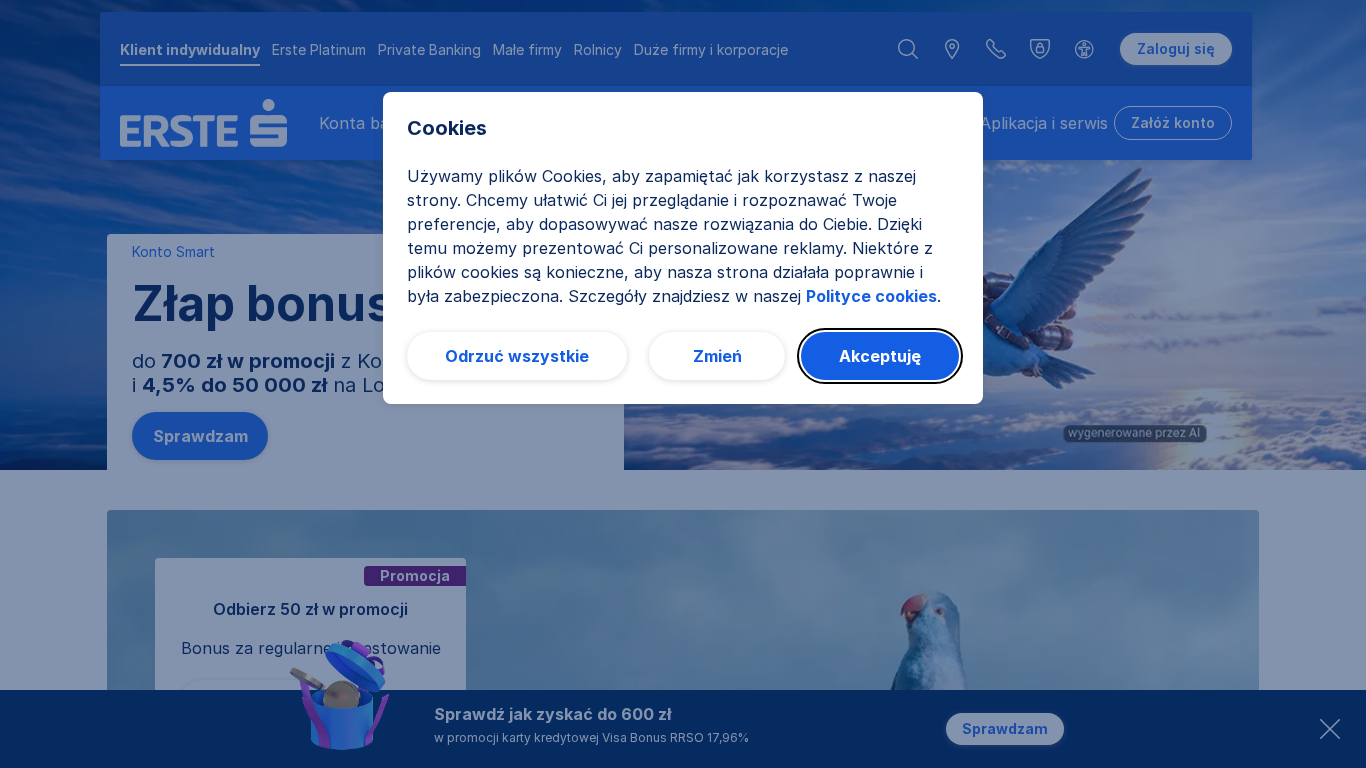 Klient indywidualny Erste Platinum Private Banking Małe firmy Rolnicy Duże firmy i korporacje Zaloguj się
ERSTE Konta Aplikacja i serwis Załóż konto
Cookies
Używamy plików Cookies, aby zapamiętać jak korzystasz z naszej
strony. Chcemy ułatwić Ci jej przeglądanie i rozpoznawać Twoje
preferencje, aby dopasowywać nasze rozwiązania do Ciebie. Dzięki
temu możemy prezentować Ci personalizowane reklamy. Niektóre z
plików cookies są konieczne, aby nasza strona działała poprawnie i
była zabezpieczona. Szczegóły znajdziesz w naszej Polityce cookies.
Odrzuć wszystkie Zmień Akceptuję
Konto Smart
Złap bonus
do 700 zł w promocji z
i 4,5% do 50 000 zł na
Sprawdzam
wygenerowane przez AI
Promocja
Odbierz 50 zł w promocji
Bonus za regularne
Sprawdź jak zyskać do 600 zł
w promocji karty kredytowej Visa Bonus RRSO 17,96%
Sprawdzam